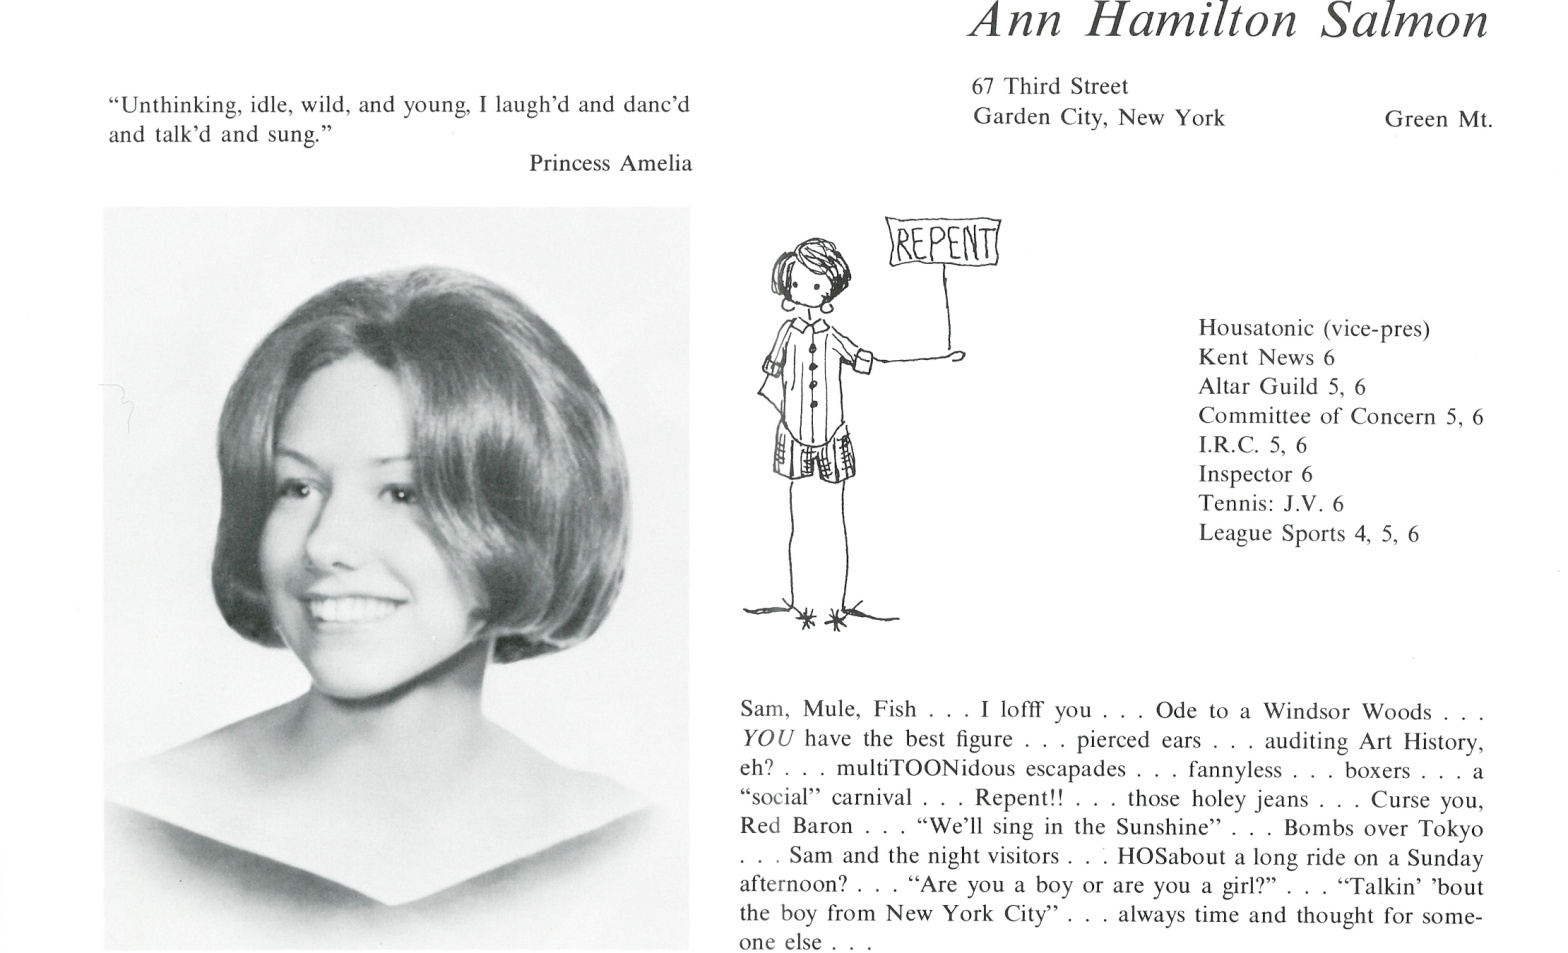 Ann Hamilton Salmon
"Unthinking, idle, wild, and young, I laugh'd and danc'd
and talk'd and sung."
Princess Amelia
67 Third Street
Garden City, New York
Green Mt.
REPENT
Housatonic (vice-pres)
Kent News 6
Altar Guild 5, 6
Committee of Concern 5, 6
I.R.C. 5, 6
Inspector 6
Tennis: J.V. 6
League Sports 4, 5, 6
Sam, Mule, Fish . . . I lofff you . . . Ode to a Windsor Woods . . .
YOU have the best figure . . . pierced ears . . . auditing Art History,
eh? . . . multiTOONidous escapades . . . fannyless . . . boxers . . . a
"social" carnival . . . Repent!! . . . those holey jeans . . . Curse you,
Red Baron . . . "We'll sing in the Sunshine" . . . Bombs over Tokyo
. . . Sam and the night visitors . . . HOSabout a long ride on a Sunday
afternoon? . . . "Are you a boy or are you a girl?" . . . "Talkin' 'bout
the boy from New York City" . . . always time and thought for some-
one else . . .